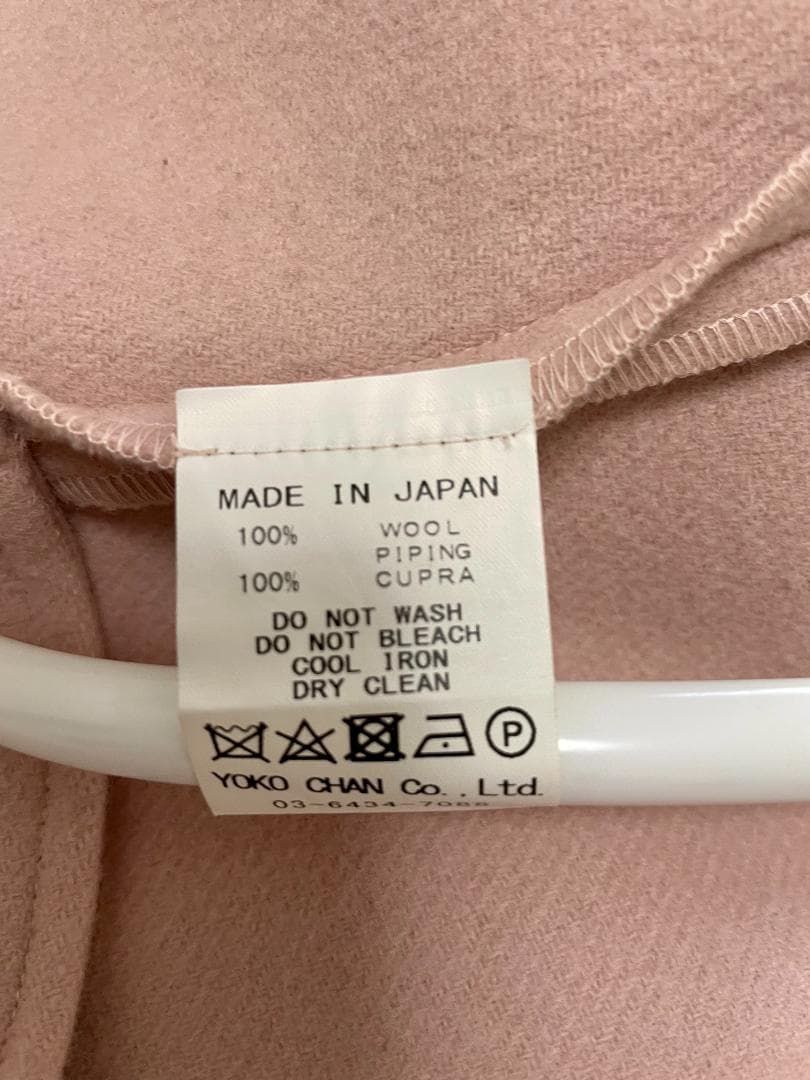 MADE IN JAPAN
100% WOOL
PIPING
100% CUPRA
DO NOT WASH
DO NOT BLEACH
COOL IRON
DRY CLEAN
P
YOKO CHAN Co.,Ltd.